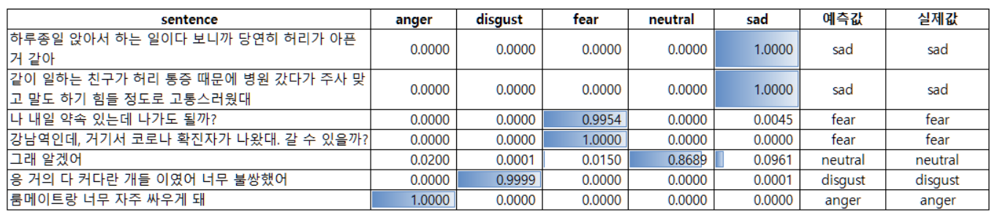 sentence anger disgust fear neutral sad 예측값 실제값
하루종일 앉아서 하는 일이다 보니까 당연히 허리가 아픈
거 같아 0.0000 0.0000 0.0000 0.0000 1.0000 sad sad
같이 일하는 친구가 허리 통증 때문에 병원 갔다가 주사 맞
고 말도 하기 힘들 정도로 고통스러웠대 0.0000 0.0000 0.0000 0.0000 1.0000 sad sad
나 내일 약속 있는데 나가도 될까? 0.0000 0.0000 0.9954 0.0000 0.0045 fear fear
강남역인데, 거기서 코로나 확진자가 나왔대. 갈 수 있을까? 0.0000 0.0000 1.0000 0.0000 0.0000 fear fear
그래 알겠어 0.0200 0.0001 0.0150 0.8689 0.0961 neutral neutral
응 거의 다 커다란 개들 이였어 너무 불쌍했어 0.0000 0.9999 0.0000 0.0000 0.0001 disgust disgust
룸메이트랑 너무 자주 싸우게 돼 1.0000 0.0000 0.0000 0.0000 0.0000 anger anger